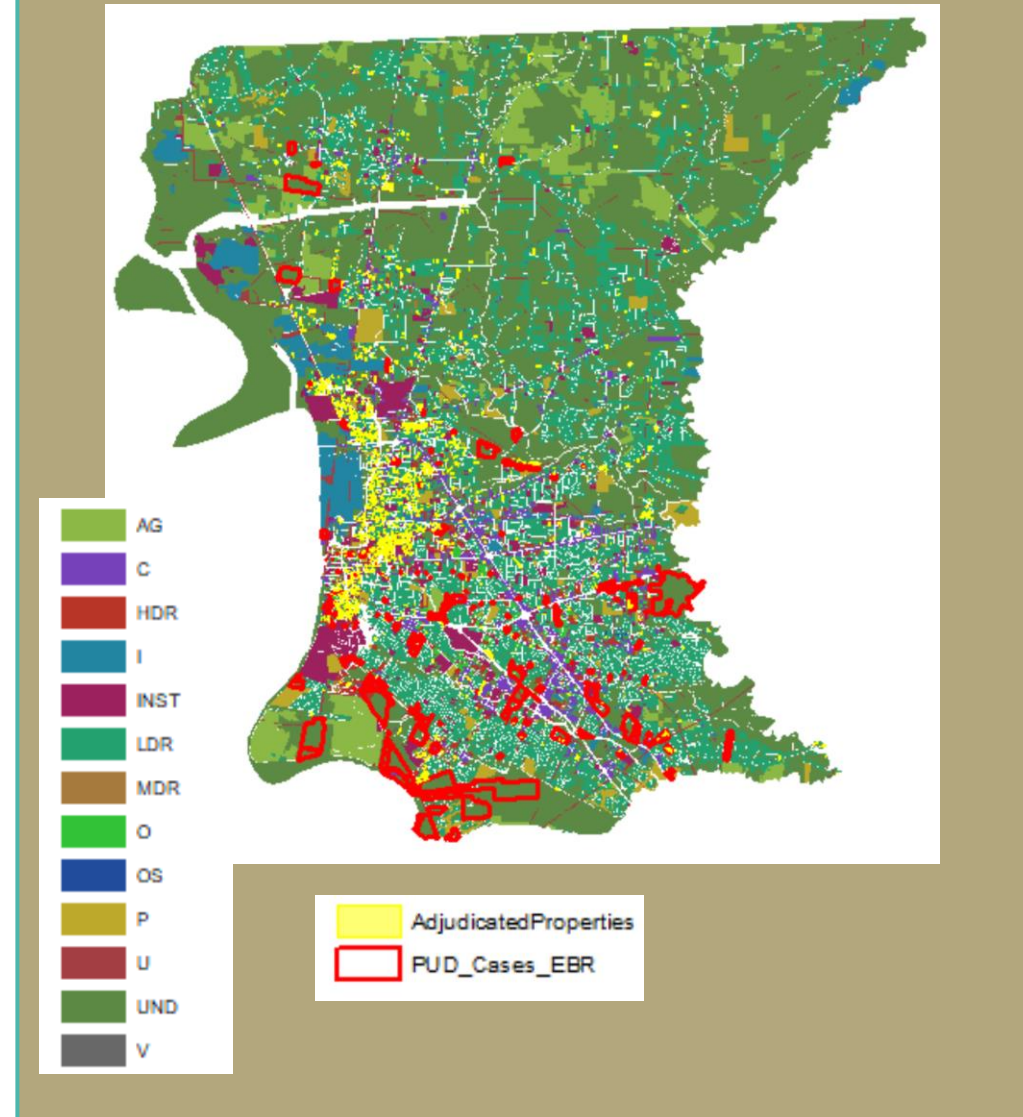 AG
C
HDR
I
INST
LDR
MDR
O
OS
P
U
UND
V
AdjudicatedProperties
PUD_Cases_EBR